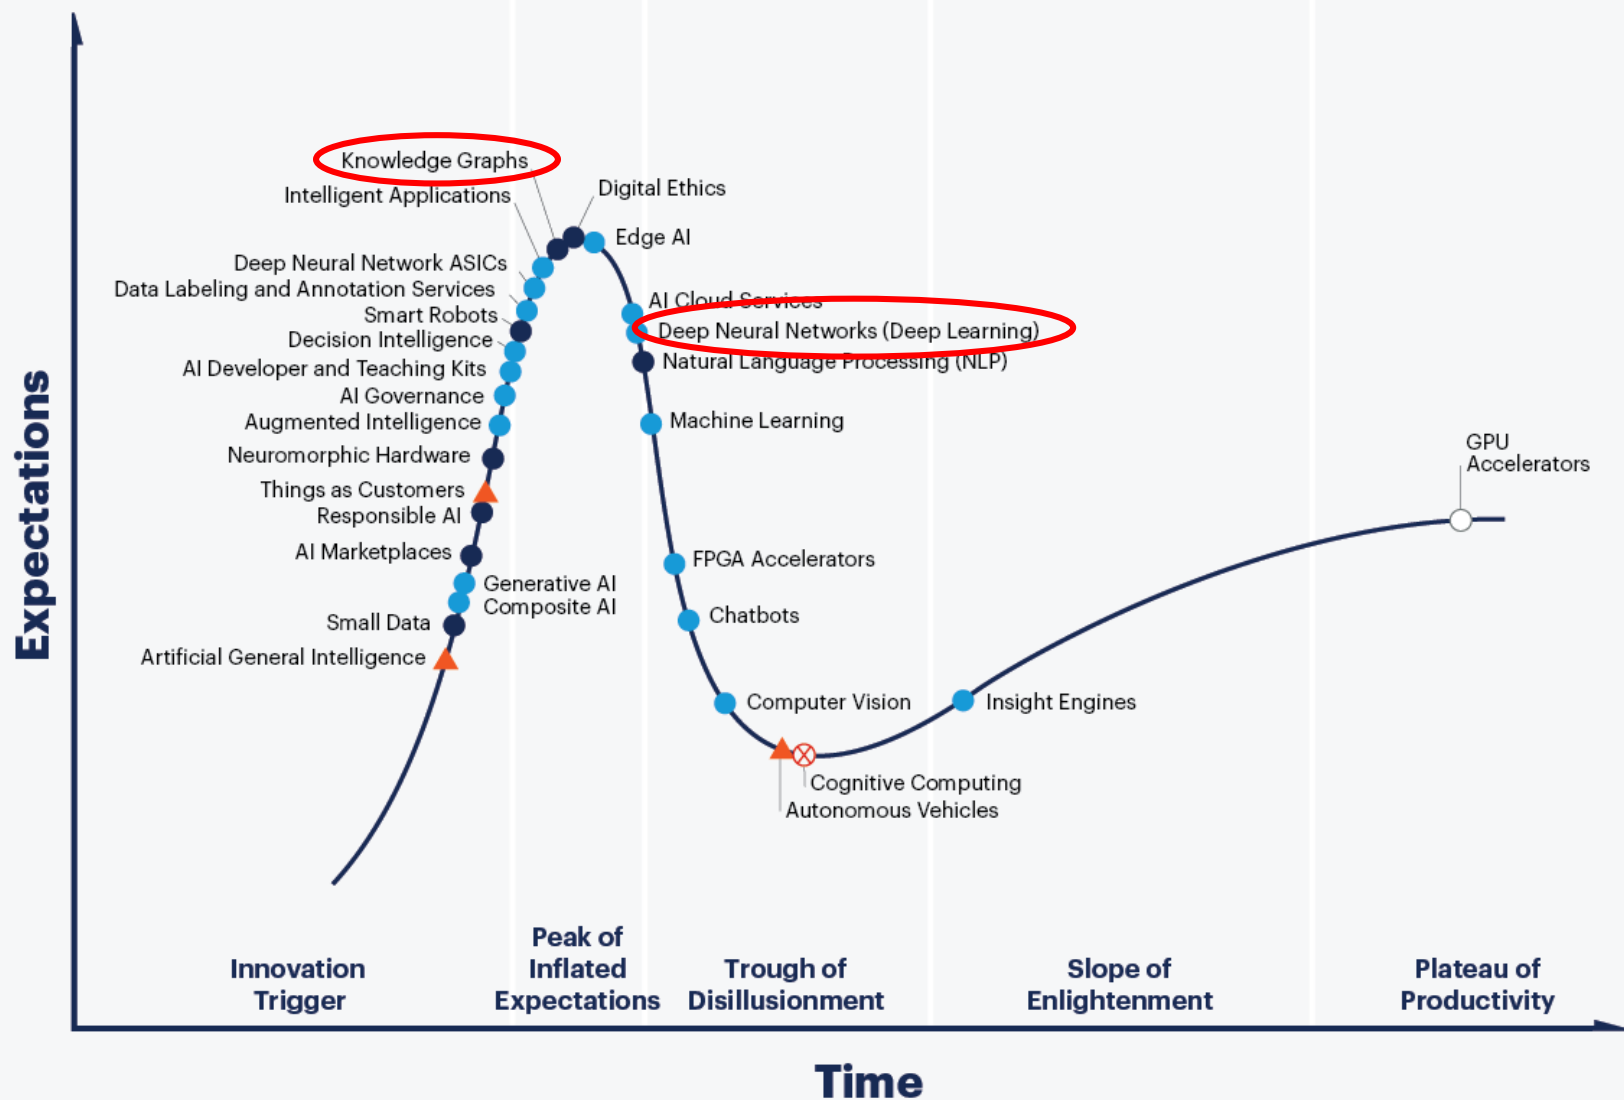 Knowledge Graphs
Intelligent Applications
Digital Ethics
Edge AI
Deep Neural Network ASICs
Data Labeling and Annotation Services
Smart Robots
Decision Intelligence
AI Developer and Teaching Kits
AI Governance
Augmented Intelligence
Neuromorphic Hardware
Things as Customers
Responsible AI
AI Marketplaces
Generative AI
Composite AI
Small Data
Artificial General Intelligence
AI Cloud Services
Deep Neural Networks (Deep Learning)
Natural Language Processing (NLP)
Machine Learning
FPGA Accelerators
Chatbots
Computer Vision
Cognitive Computing
Autonomous Vehicles
Insight Engines
GPU
Accelerators
Expectations
Innovation
Trigger
Peak of
Inflated
Expectations
Trough of
Disillusionment
Slope of
Enlightenment
Plateau of
Productivity
Time